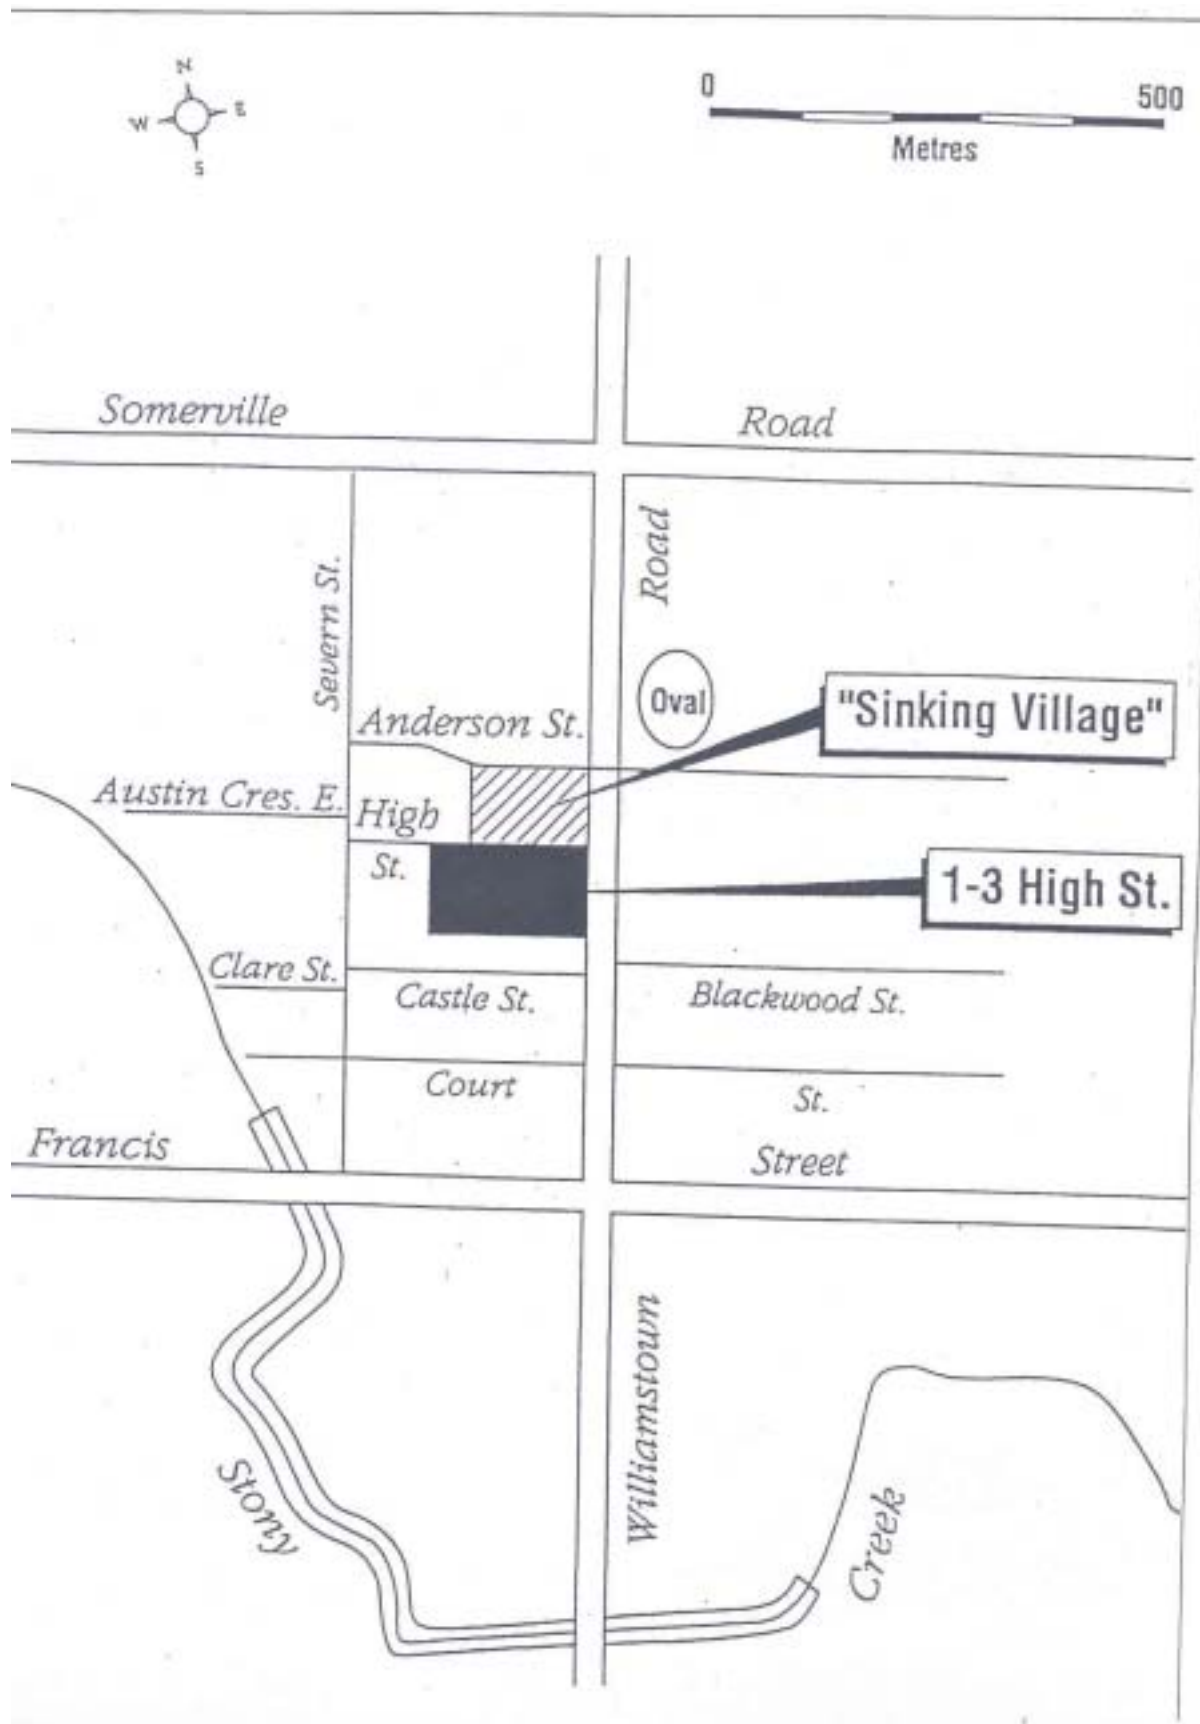 N
W E
S
0 500
Metres
Somerville Road
Road
Severn St.
Oval
"Sinking Village"
Anderson St.
Austin Cres. E.
High
St.
1-3 High St.
Clare St.
Castle St.
Blackwood St.
Court St.
Francis Street
Williamstown
Stony
Creek